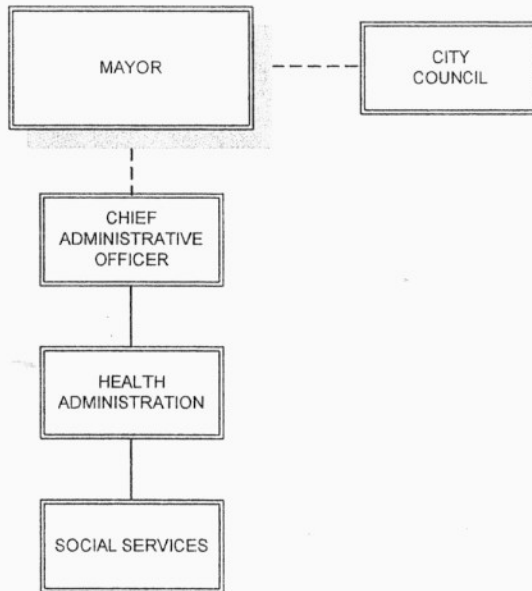 MAYOR
CITY
COUNCIL
CHIEF
ADMINISTRATIVE
OFFICER
HEALTH
ADMINISTRATION
SOCIAL SERVICES